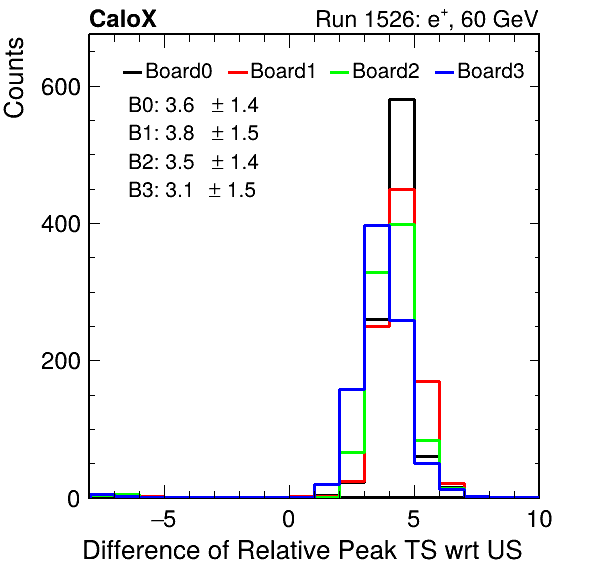 CaloX Run 1526: e⁺, 60 GeV
Counts
Board0 Board1 Board2 Board3
B0: 3.6 ± 1.4
B1: 3.8 ± 1.5
B2: 3.5 ± 1.4
B3: 3.1 ± 1.5
600
400
200
0
−5 0 5 10
Difference of Relative Peak TS wrt US